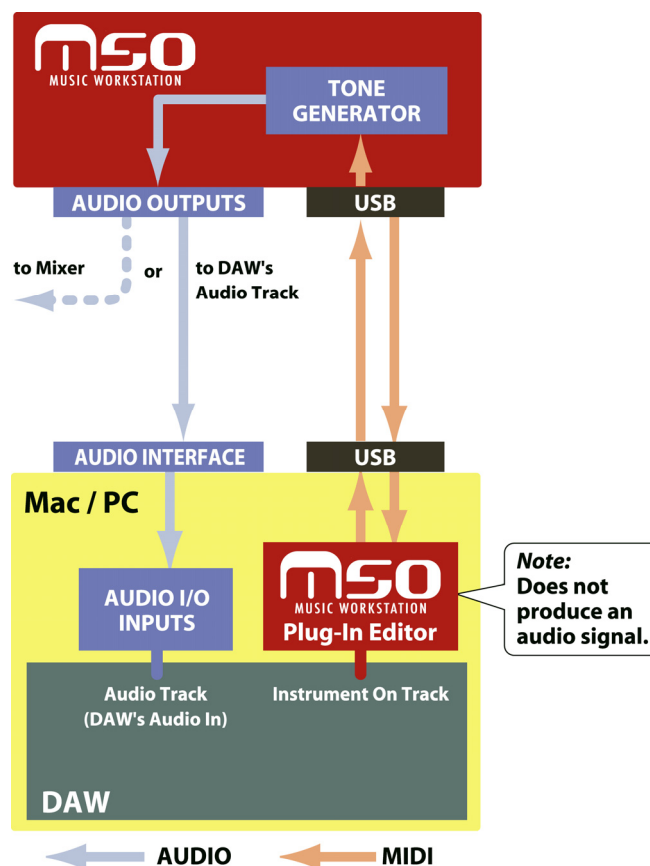 M50
MUSIC WORKSTATION
TONE
GENERATOR
AUDIO OUTPUTS
USB
to Mixer
or
to DAW's
Audio Track
AUDIO INTERFACE
USB
Mac / PC
AUDIO I/O
INPUTS
M50
MUSIC WORKSTATION
Plug-In Editor
Note:
Does not
produce an
audio signal.
Audio Track
(DAW's Audio In)
Instrument On Track
DAW
AUDIO
MIDI